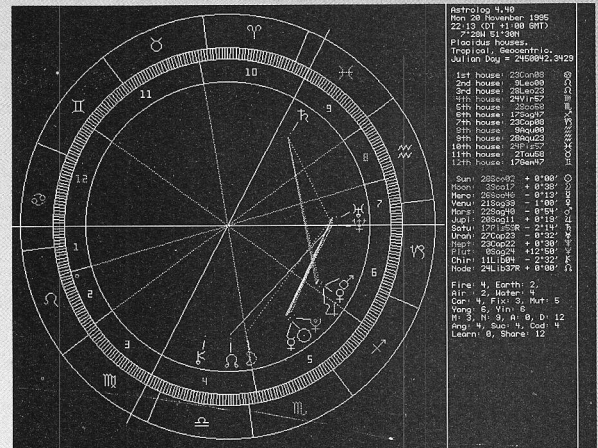 Astrolog 4.40
Mon 20 November 1995
22:13 (DT +1:00 GMT)
7°28W 51°30N
Placidus houses.
Tropical, Geocentric.
Julian Day = 2450042.3429
1st house: 23Can08
2nd house: 9Leo00
3rd house: 28Leo23
4th house: 24Vir57
5th house:
6th house: 17Sag47
7th house: 23Cap08
8th house: 9Aqu00
9th house: 28Aqu23
10th house: 24Pis57
11th house: 2Tau58
12th house: 17Gem47
Sun: 28Sco02 + 0°00'
Moon: 3Sco17 + 0°38'
Merc: - 0°13'
Venu: 21Sag39 - 1°00'
Mars: 22Sag40 - 0°54'
Jupi: 20Sag11 + 0°19'
Satu: 17Pis53R - 2°14'
Uran: 27Cap23 - 0°32'
Nept: 23Cap22 + 0°30'
Plut: 0Sag24 +12°50'
Chir: 11Lib04 - 2°32'
Node: 24Lib37R + 0°00'
Fire: 4, Earth: 2,
Air : 2, Water: 4
Car: 4, Fix: 3, Mut: 5
Yang: 6, Yin: 6
M: 3, N: 9, A: 0, D: 12
Ang: 4, Suc: 4, Cad: 4
Learn: 0, Share: 12
10
11
9
8
12
7
1
6
2
3
5
4